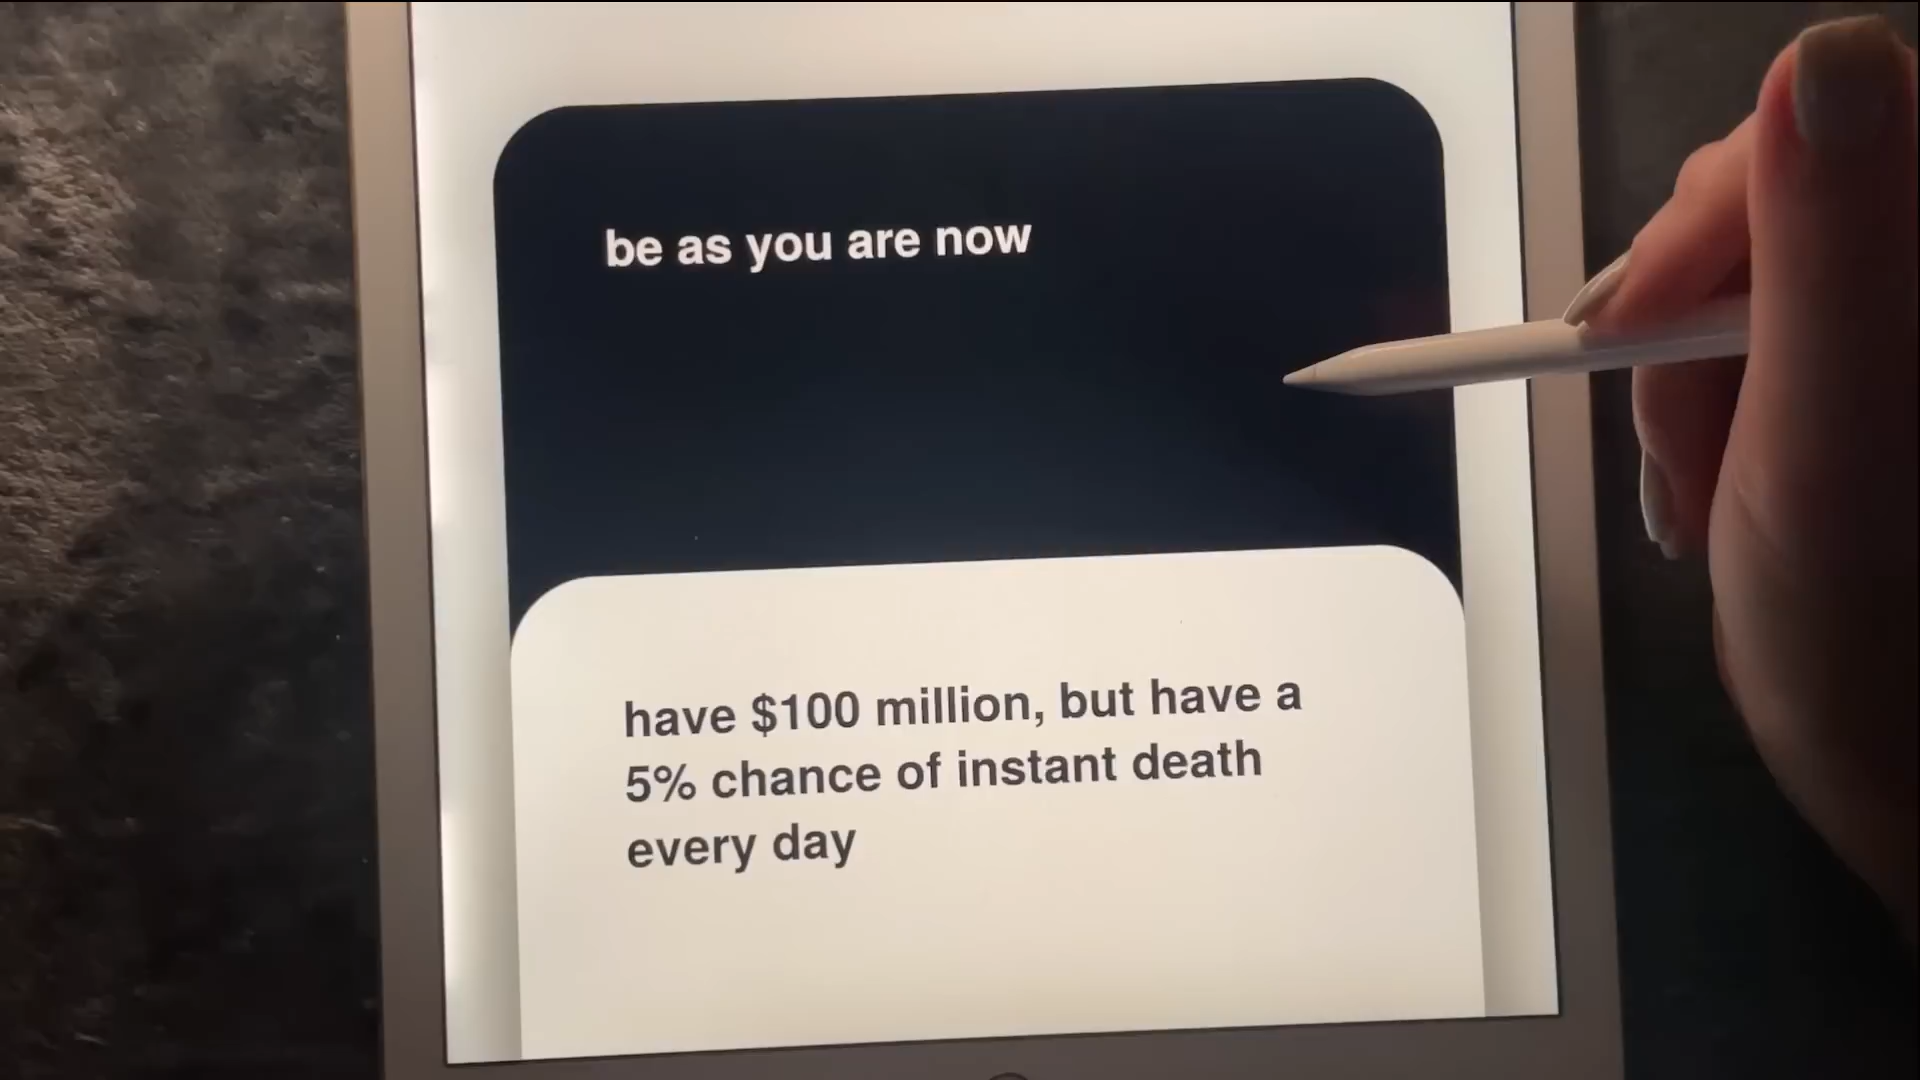 be as you are now
have $100 million, but have a
5% chance of instant death
every day